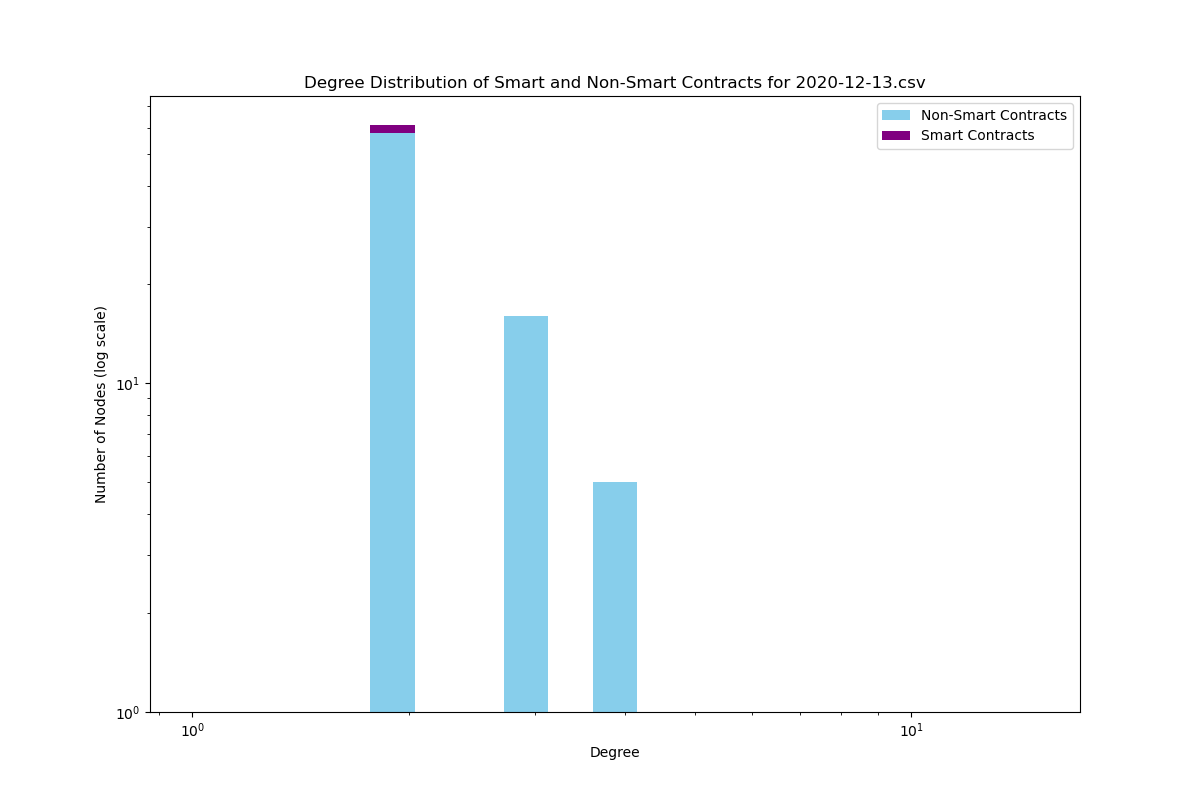 Degree Distribution of Smart and Non-Smart Contracts for 2020-12-13.csv
Non-Smart Contracts
Smart Contracts
Number of Nodes (log scale)
10¹
10⁰
10⁰ 10¹
Degree